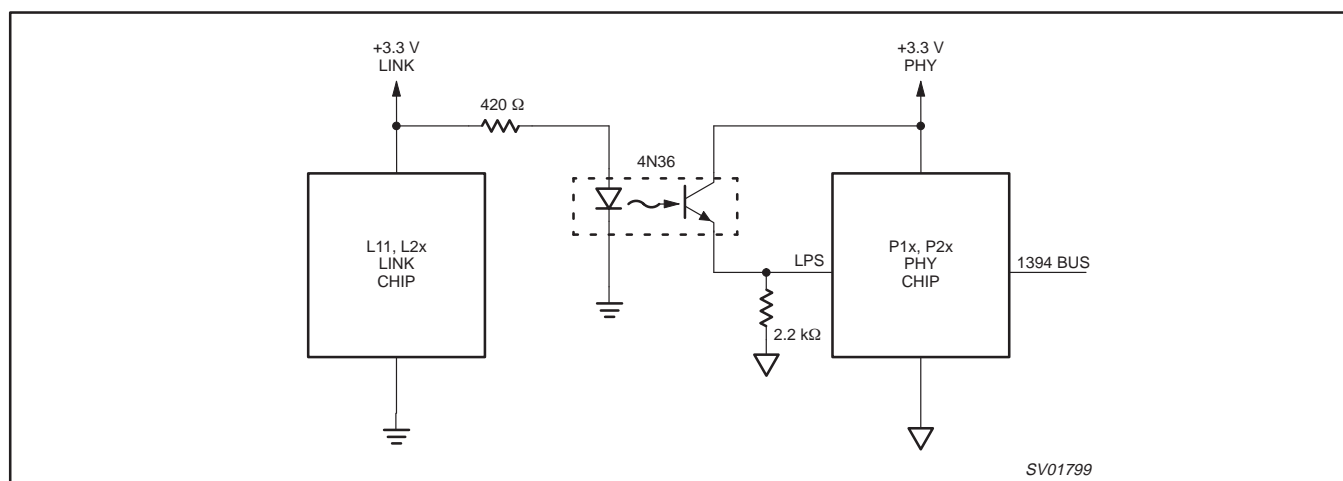 +3.3 V
LINK
+3.3 V
PHY
420 Ω
4N36
L11, L2x
LINK
CHIP
LPS
P1x, P2x
PHY
CHIP
1394 BUS
2.2 kΩ
SV01799